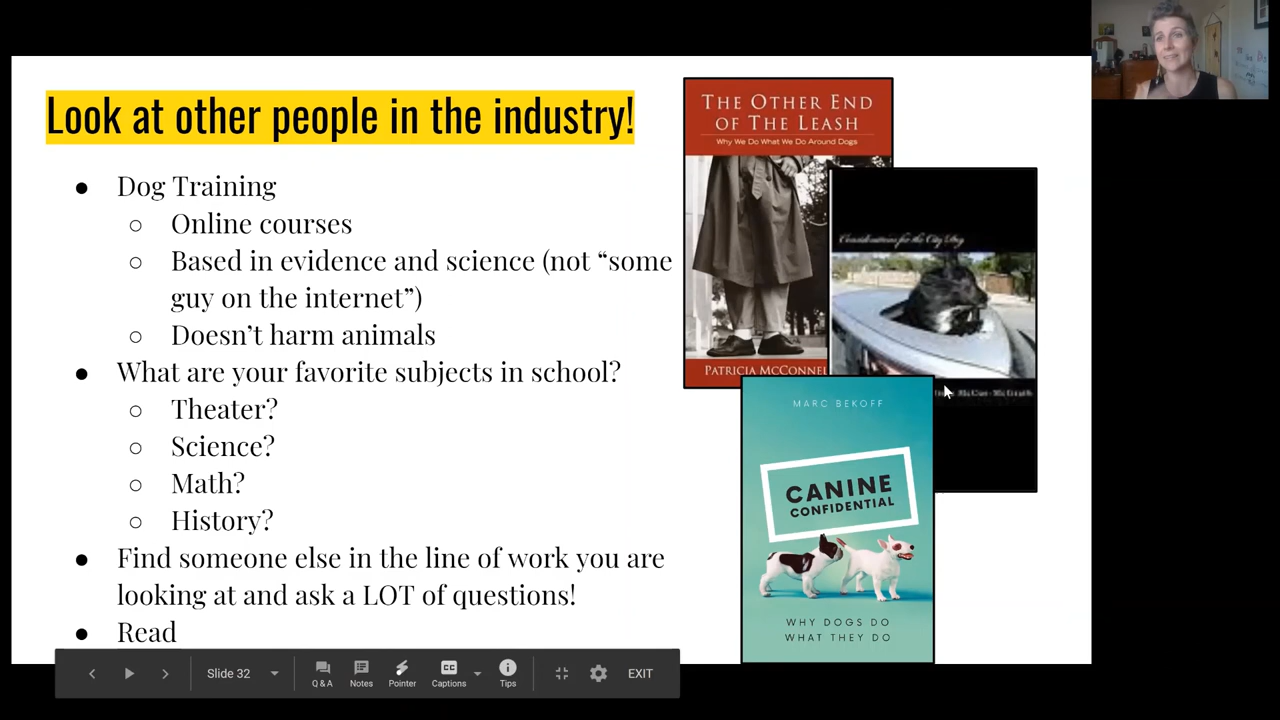 Look at other people in the industry!
● Dog Training
○ Online courses
○ Based in evidence and science (not “some
guy on the internet”)
○ Doesn’t harm animals
● What are your favorite subjects in school?
○ Theater?
○ Science?
○ Math?
○ History?
● Find someone else in the line of work you are
looking at and ask a LOT of questions!
● Read
THE OTHER END
OF THE LEASH
Why We Do What We Do Around Dogs
PATRICIA MCCONNEL
Considerations for the City Dog
MARC BEKOFF
CANINE
CONFIDENTIAL
WHY DOGS DO
WHAT THEY DO
Slide 32
Q & A
Notes
Pointer
CC
Captions
Tips
EXIT